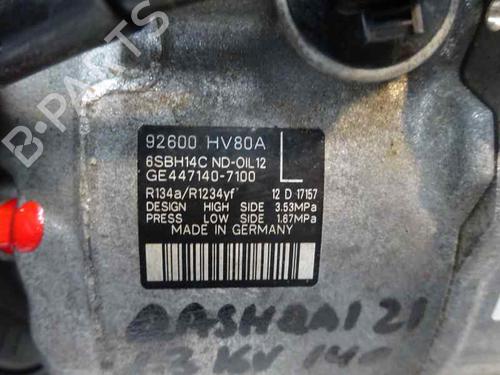 B-PARTS
92600 HV80A
6SBH14C ND-OIL12
GE447140-7100
L
R134a/R1234yf 12 D 17157
DESIGN HIGH SIDE 3.53MPa
PRESS LOW SIDE 1.87MPa
MADE IN GERMANY
QASHQAI 21